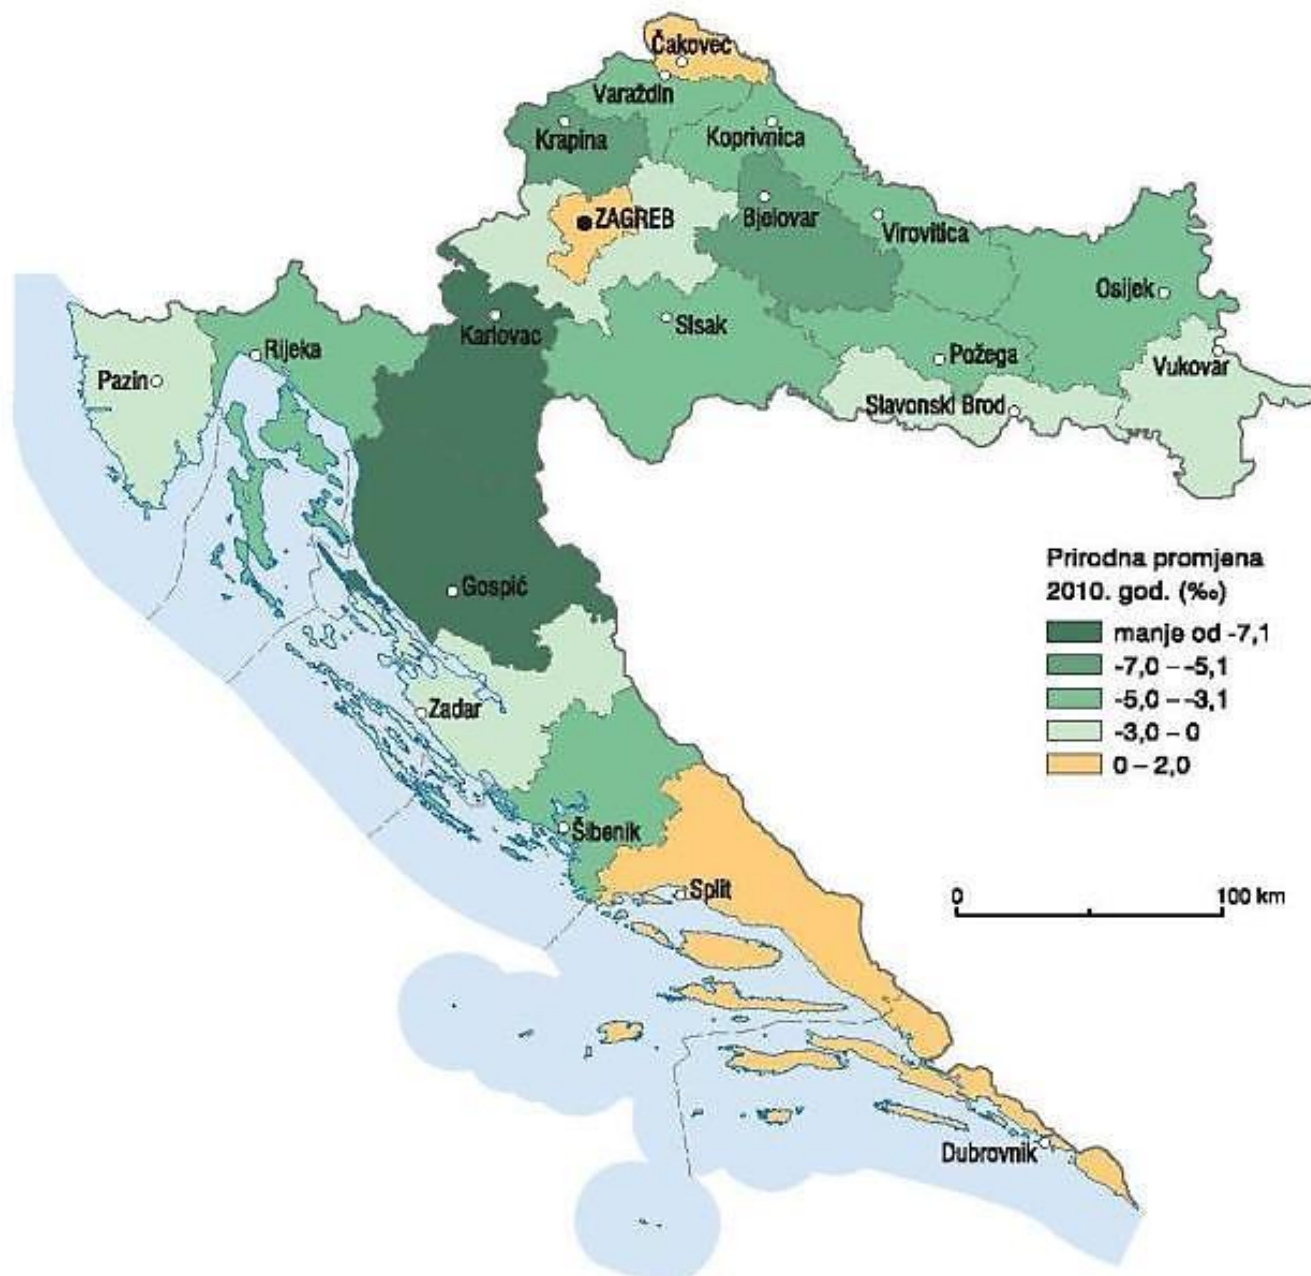 Čakovec
Varaždin
Krapina
Koprivnica
ZAGREB
Bjelovar
Virovitica
Osijek
Karlovac
Sisak
Rijeka
Požega
Vukovar
Pazin
Slavonski Brod
Gospić
Prirodna promjena
2010. god. (‰)
manje od -7,1
-7,0 – -5,1
-5,0 – -3,1
-3,0 – 0
0 – 2,0
Zadar
Šibenik
Split
0 100 km
Dubrovnik